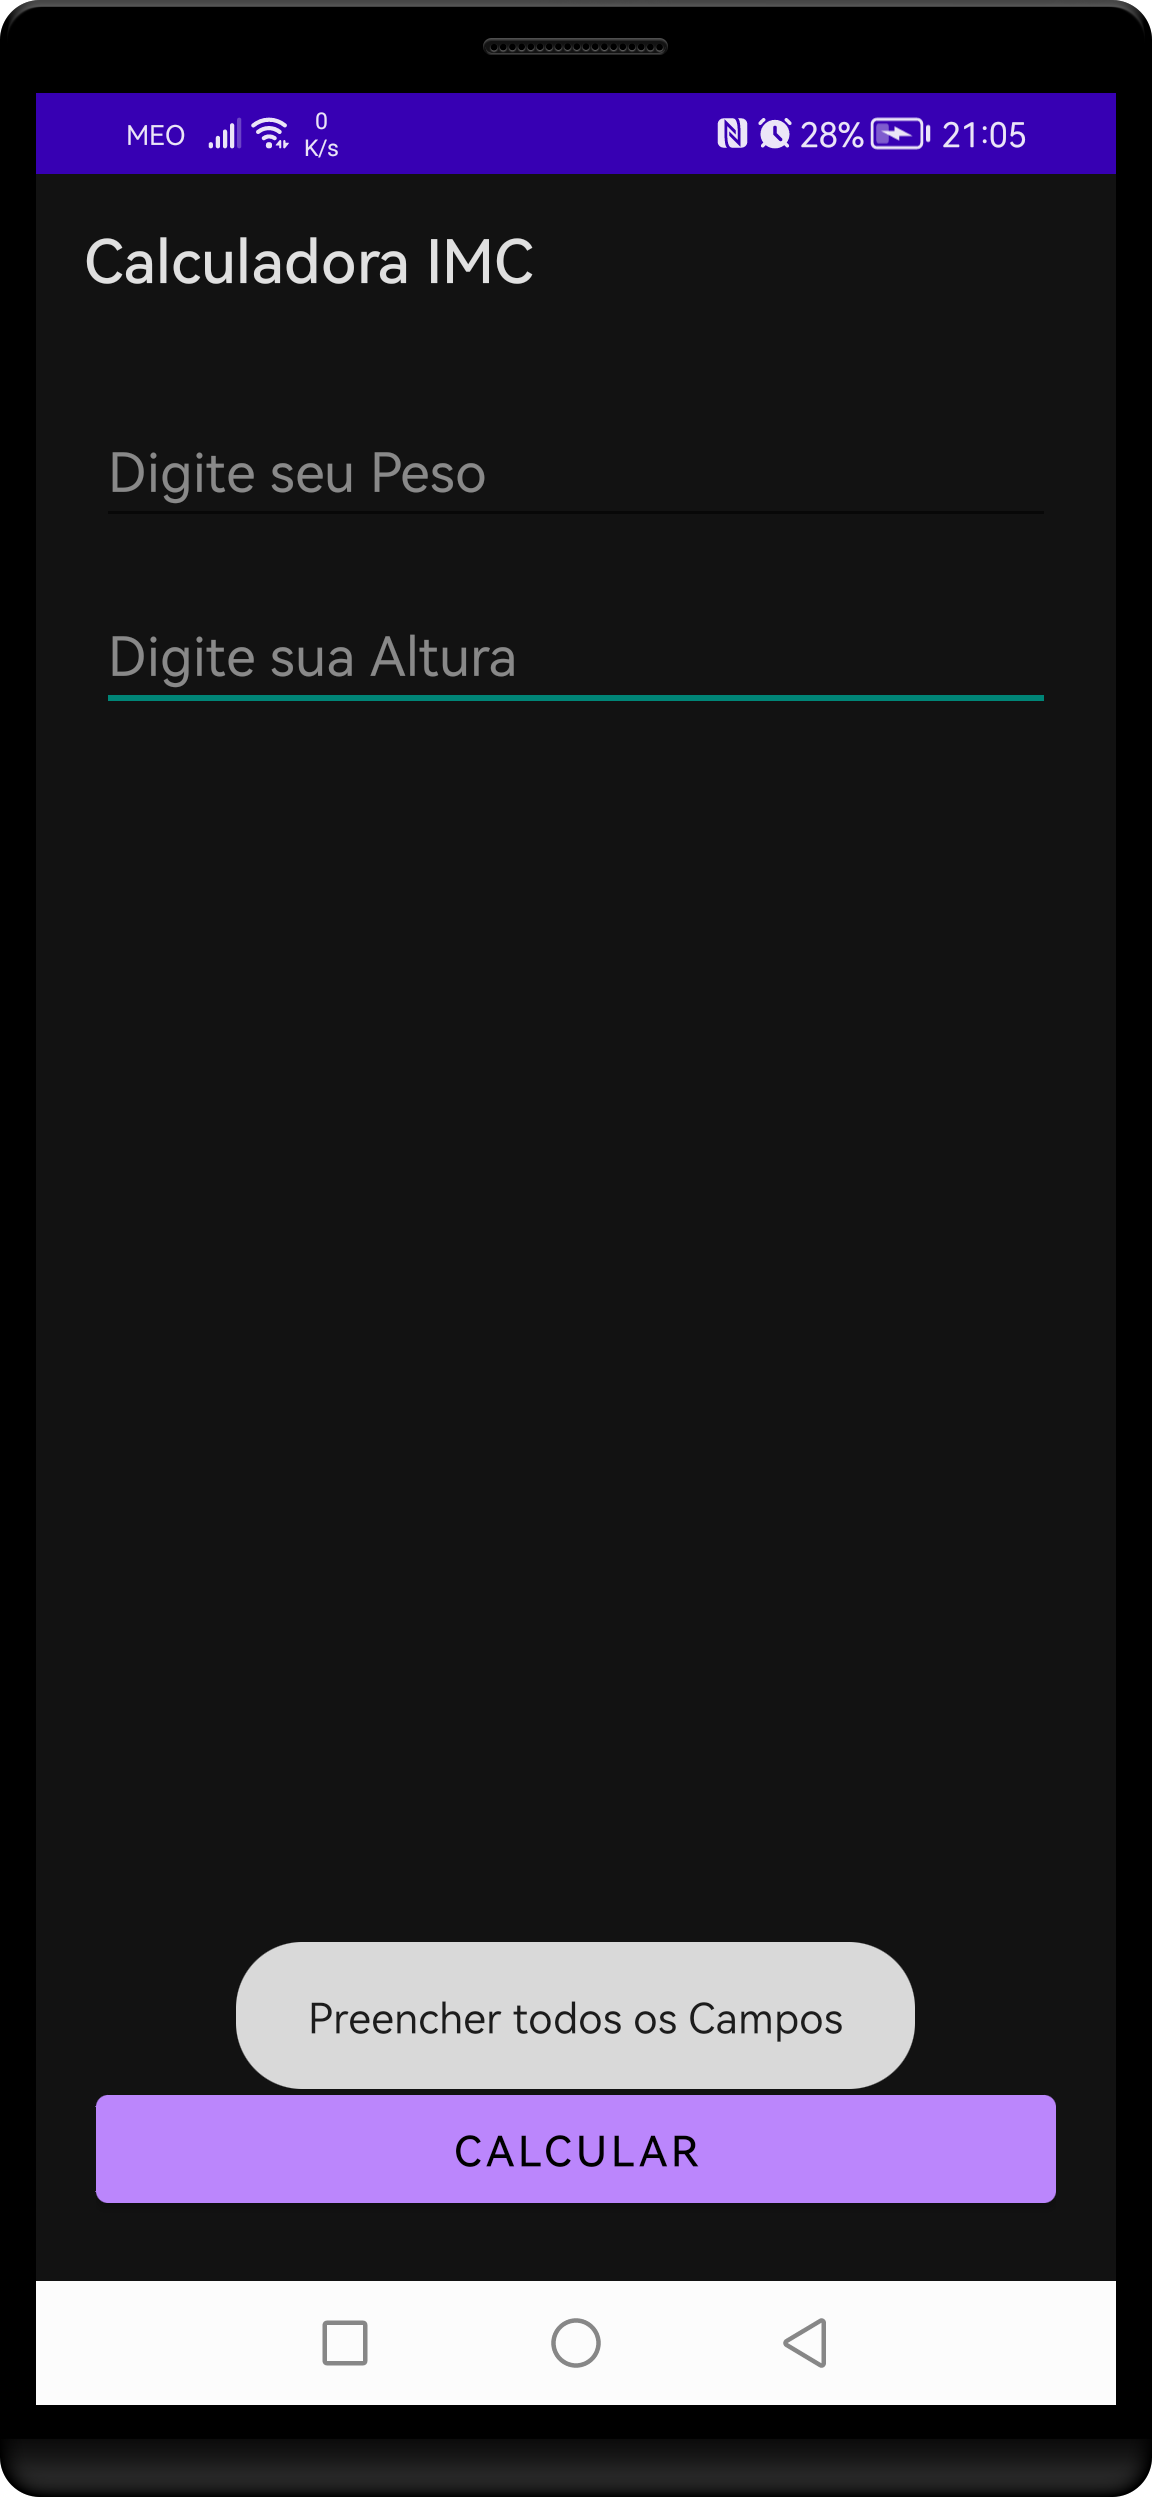 MEO 0 K/s 28% 21:05
Calculadora IMC
Digite seu Peso
Digite sua Altura
Preencher todos os Campos
CALCULAR